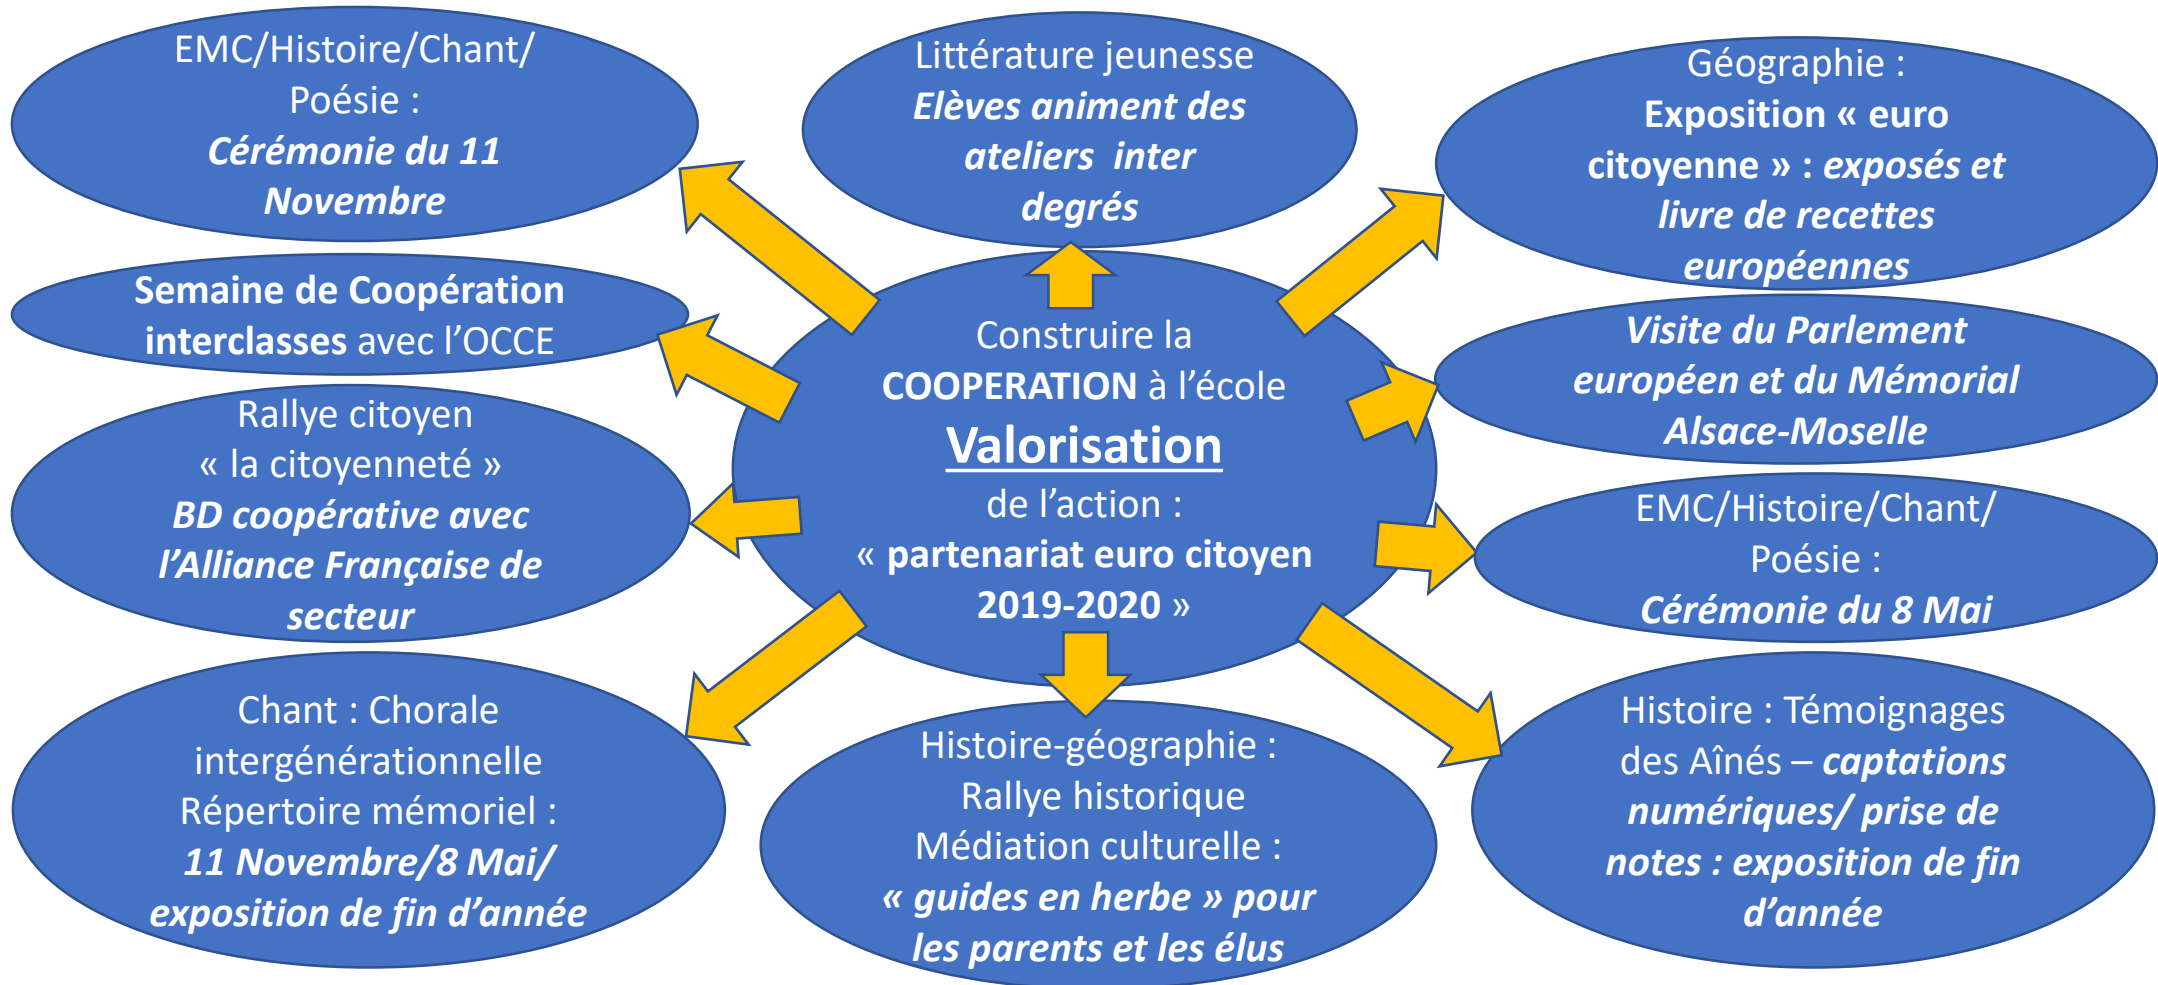 EMC/Histoire/Chant/
Poésie :
Cérémonie du 11
Novembre
Littérature jeunesse
Elèves animent des
ateliers inter
degrés
Géographie :
Exposition « euro
citoyenne » : exposés et
livre de recettes
européennes
Semaine de Coopération
interclasses avec l’OCCE
Construire la
COOPERATION à l’école
Valorisation
de l’action :
« partenariat euro citoyen
2019-2020 »
Visite du Parlement
européen et du Mémorial
Alsace-Moselle
Rallye citoyen
« la citoyenneté »
BD coopérative avec
l’Alliance Française de
secteur
EMC/Histoire/Chant/
Poésie :
Cérémonie du 8 Mai
Chant : Chorale
intergénérationnelle
Répertoire mémoriel :
11 Novembre/8 Mai/
exposition de fin d’année
Histoire-géographie :
Rallye historique
Médiation culturelle :
« guides en herbe » pour
les parents et les élus
Histoire : Témoignages
des Aînés – captations
numériques/ prise de
notes : exposition de fin
d’année